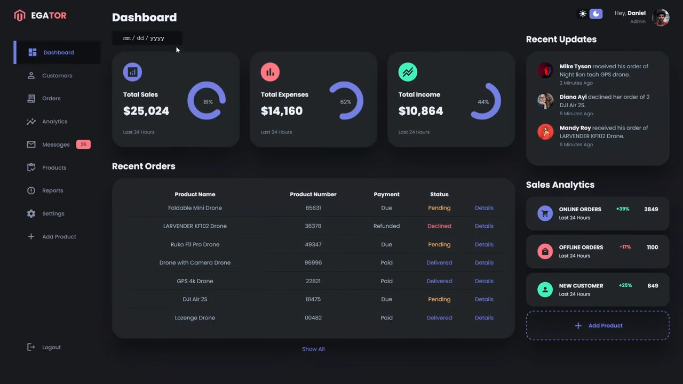 EGATOR
Dashboard
Customers
Orders
Analytics
Messages
Products
Reports
Settings
Add Product
Logout
Dashboard
mm / dd / yyyy
Total Sales
$25,024
81%
Last 24 Hours
Total Expenses
$14,160
62%
Last 24 Hours
Total Income
$10,864
44%
Last 24 Hours
Recent Orders
Product Name Product Number Payment Status
Foldable Mini Drone 85631 Due Pending Details
LARVENDER KF102 Drone 36378 Refunded Declined Details
Ruko F11 Pro Drone 49347 Due Pending Details
Drone with Camera Drone 96996 Paid Delivered Details
GPS 4k Drone 22821 Paid Delivered Details
DJI Air 2S 81475 Due Pending Details
Lozenge Drone 00482 Paid Delivered Details
Show All
Hey, Daniel
Admin
Recent Updates
Mike Tyson received his order of
Night lion tech GPS drone.
2 Minutes Ago
Diana Ayi declined her order of 2
DJI Air 2S.
5 Minutes Ago
Mandy Roy received his order of
LARVENDER KF102 Drone.
6 Minutes Ago
Sales Analytics
ONLINE ORDERS +39% 3849
Last 24 Hours
OFFLINE ORDERS -17% 1100
Last 24 Hours
NEW CUSTOMER +25% 849
Last 24 Hours
Add Product